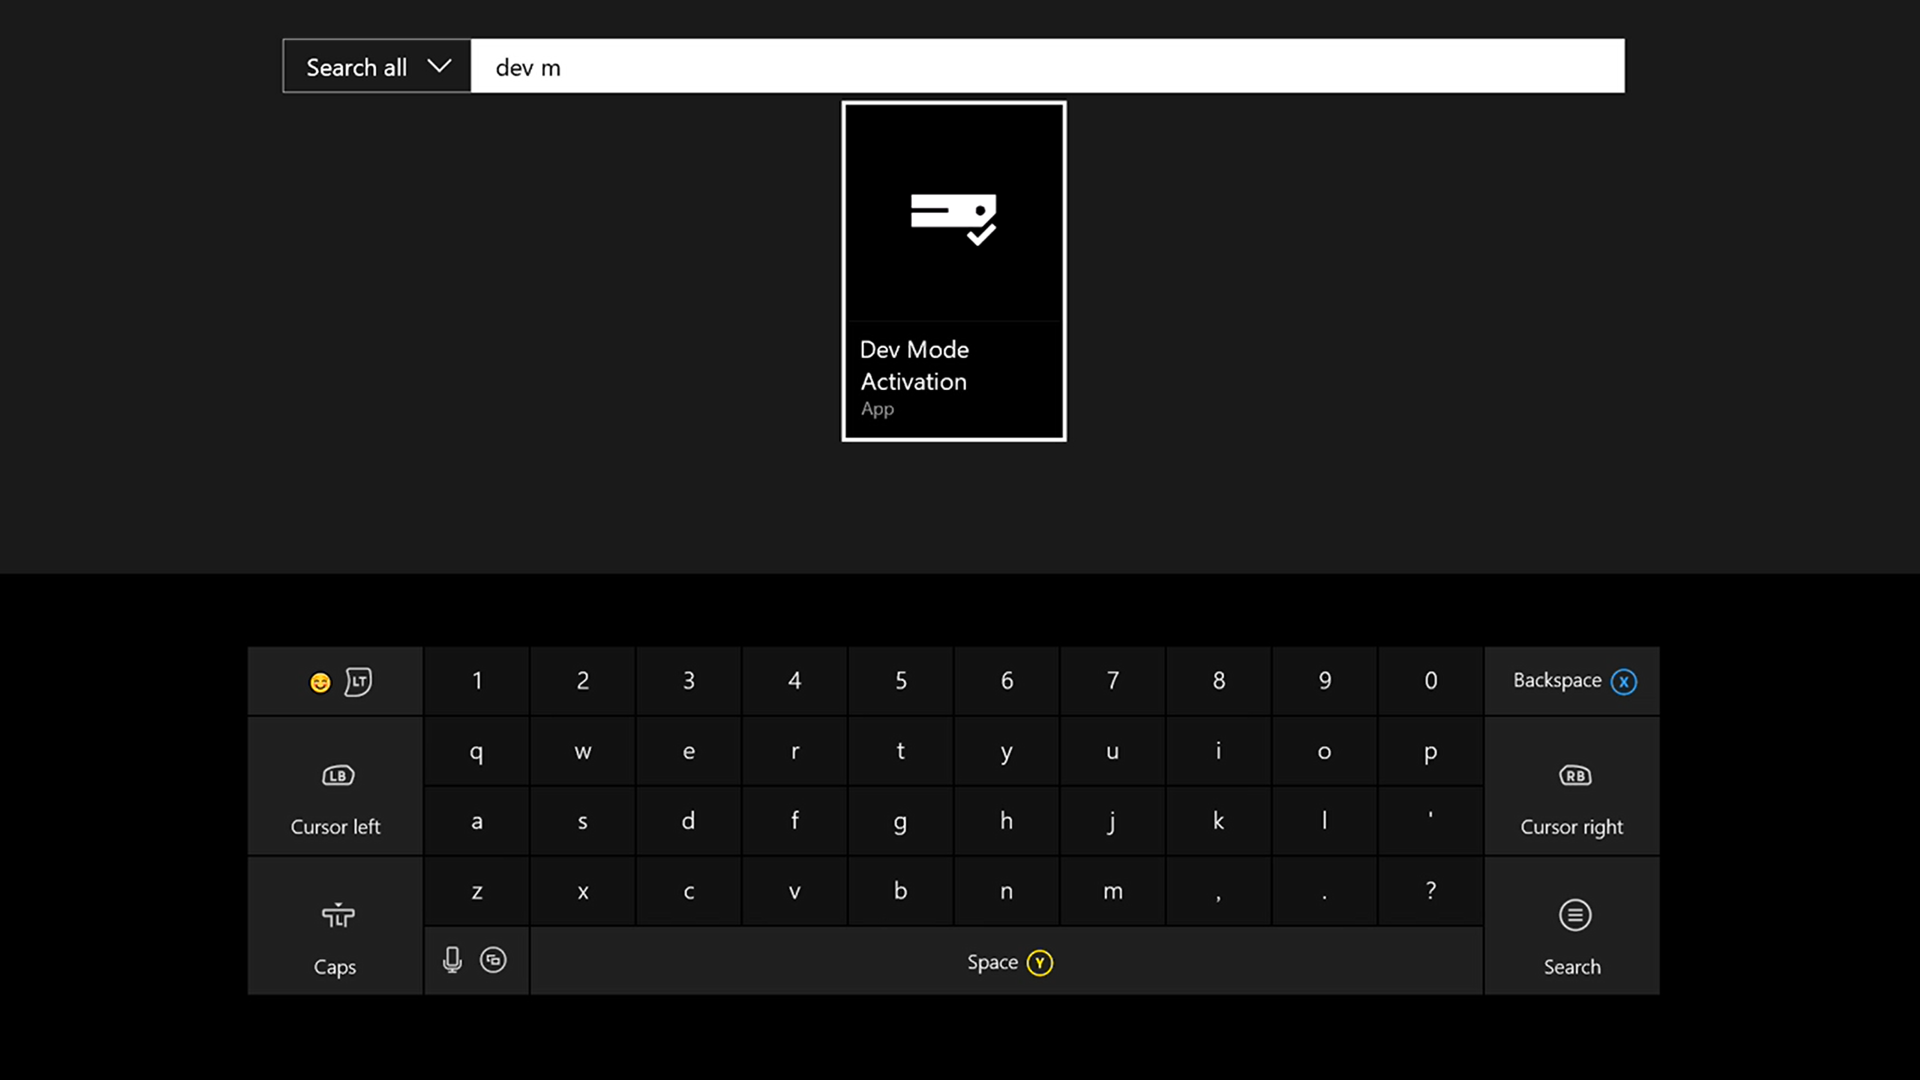 Search all
dev m
Dev Mode
Activation
App
LT 1 2 3 4 5 6 7 8 9 0 Backspace X
q w e r t y u i o p
LB RB
Cursor left a s d f g h j k l ' Cursor right
z x c v b n m , . ?
Caps Space Y Search